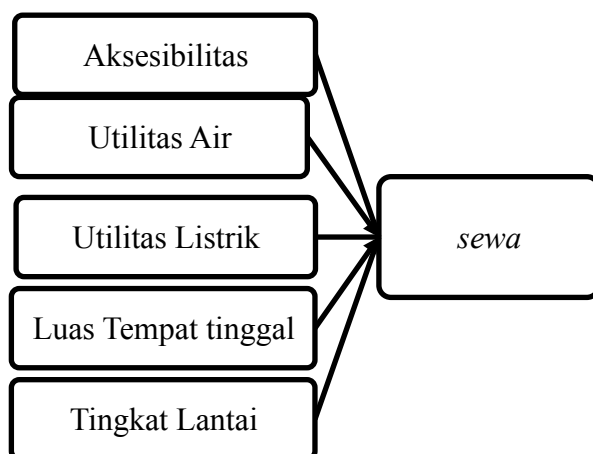 Aksesibilitas
Utilitas Air
Utilitas Listrik
Luas Tempat tinggal
Tingkat Lantai
sewa